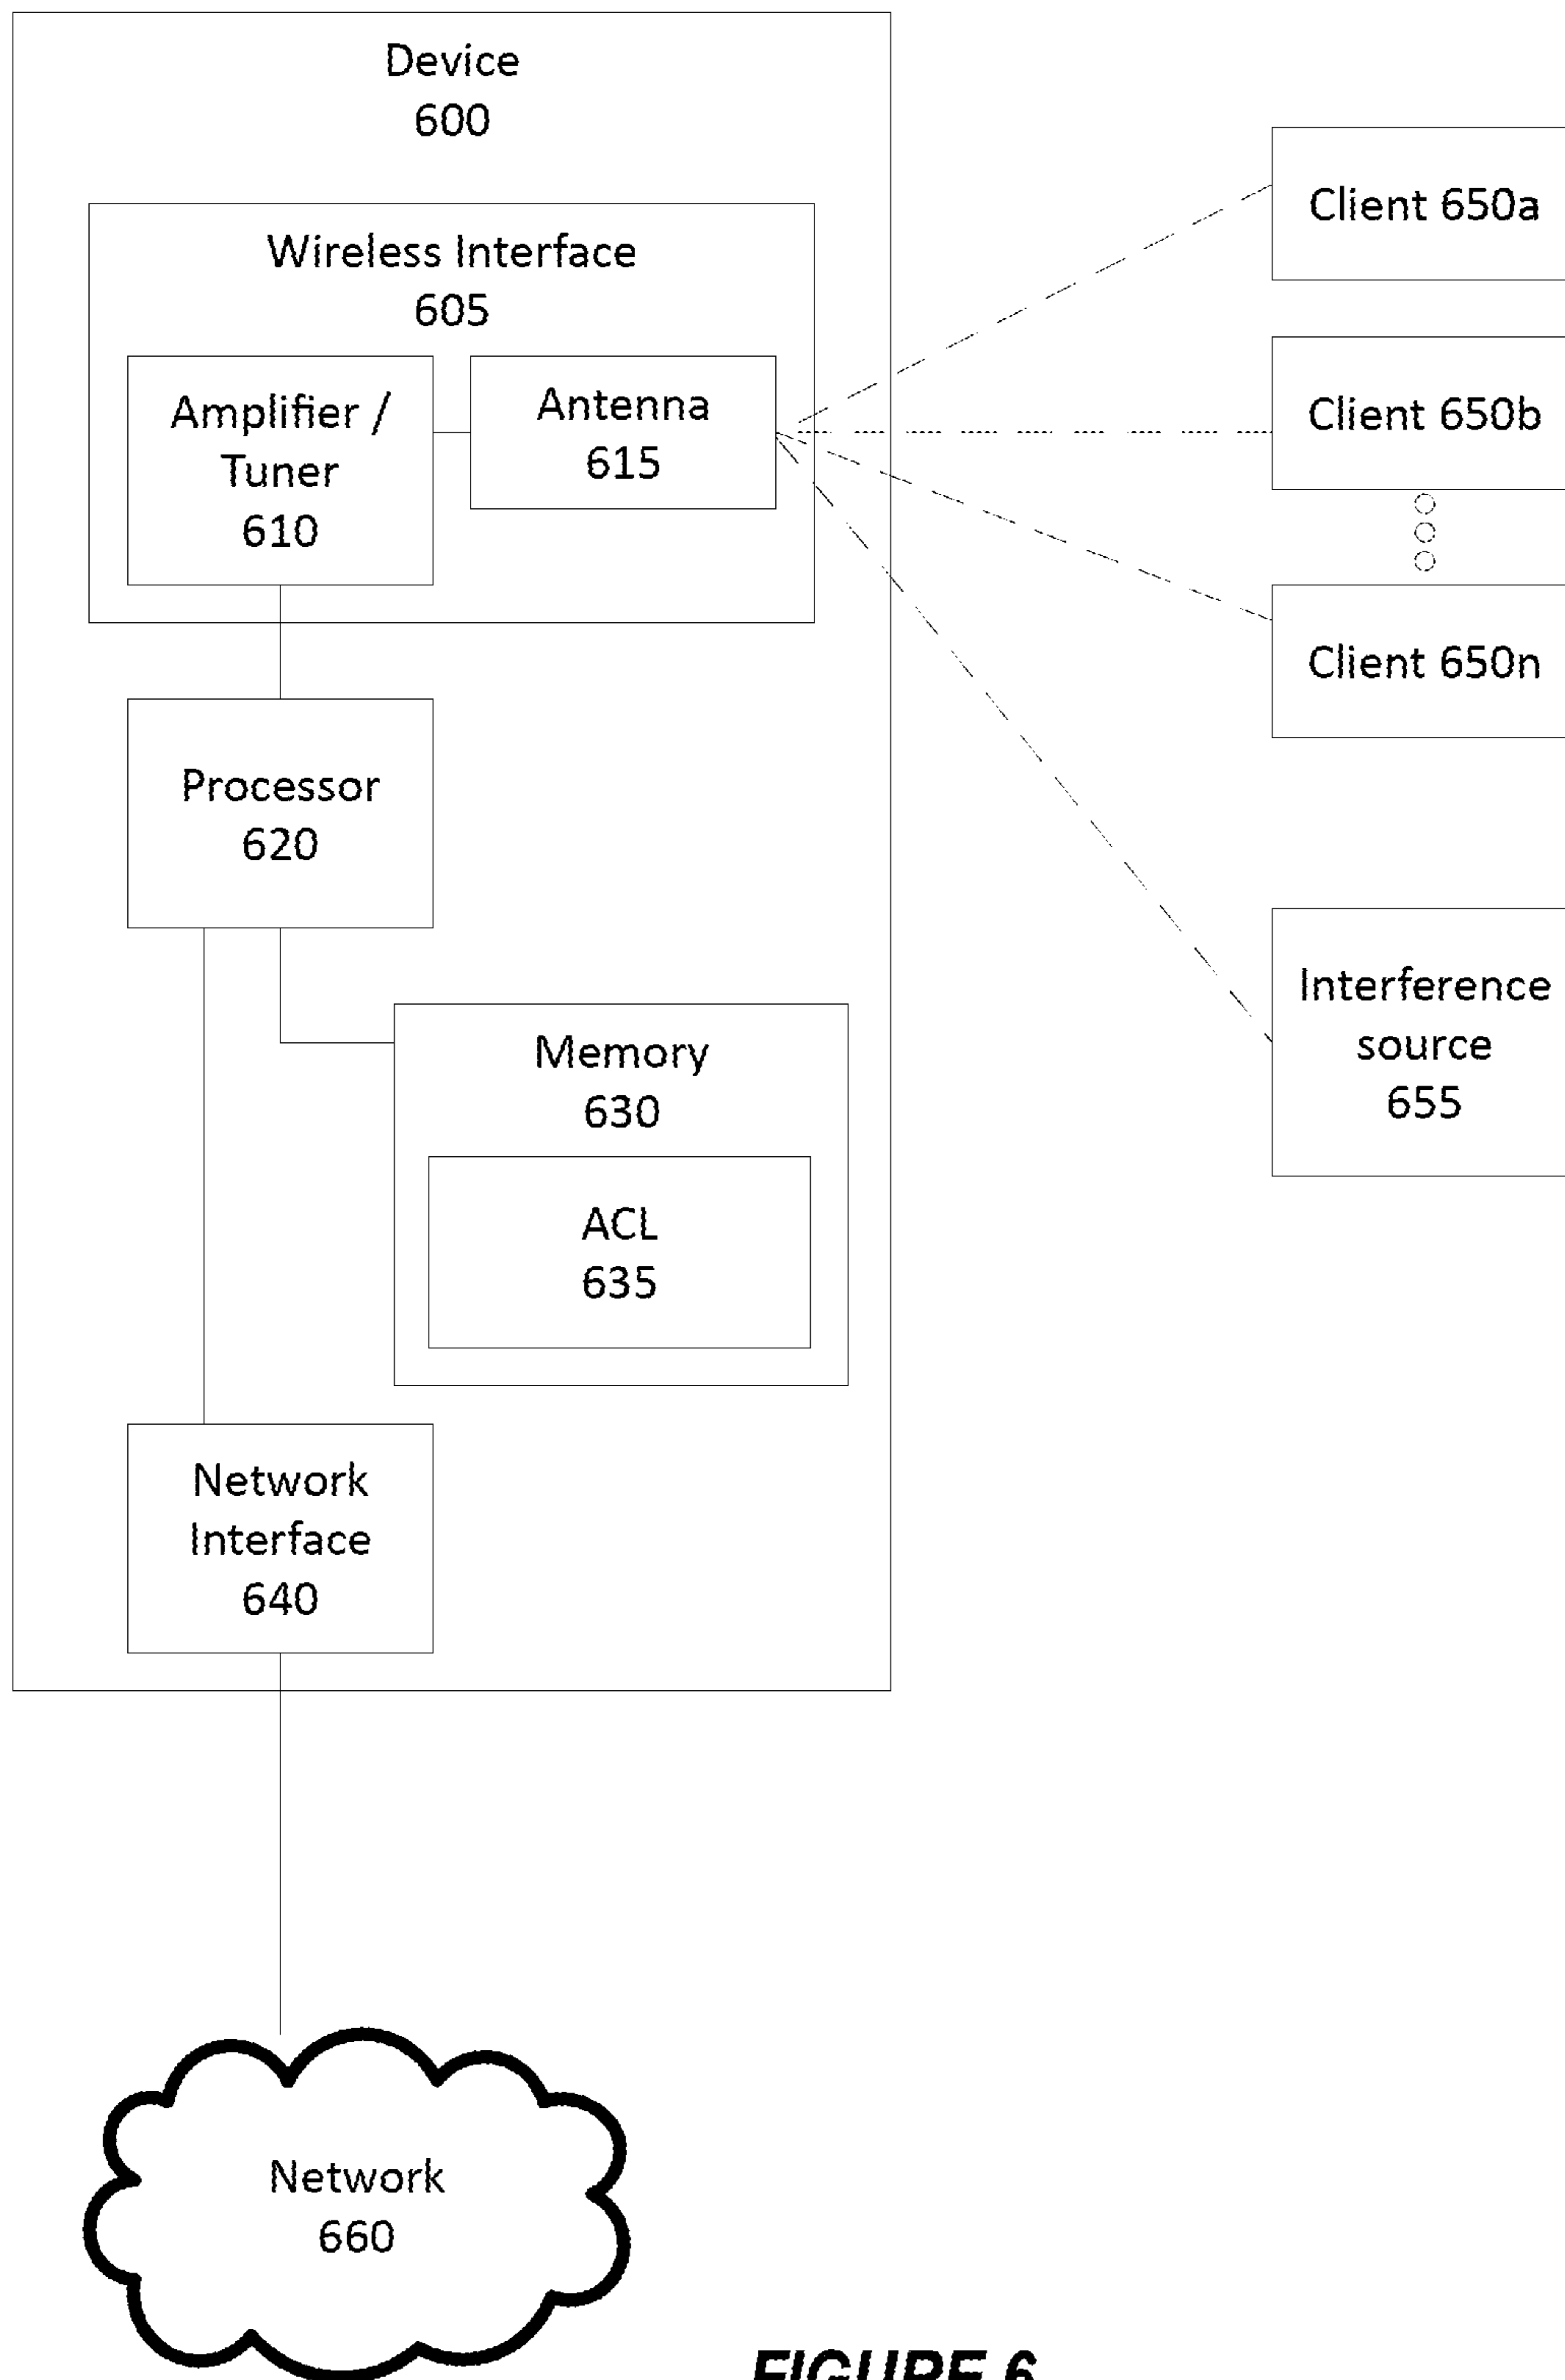 Device
600
Wireless Interface
605
Amplifier /
Tuner
610
Antenna
615
Processor
620
Memory
630
ACL
635
Network
Interface
640
Client 650a
Client 650b
Client 650n
Interference
source
655
Network
660
FIGURE 6